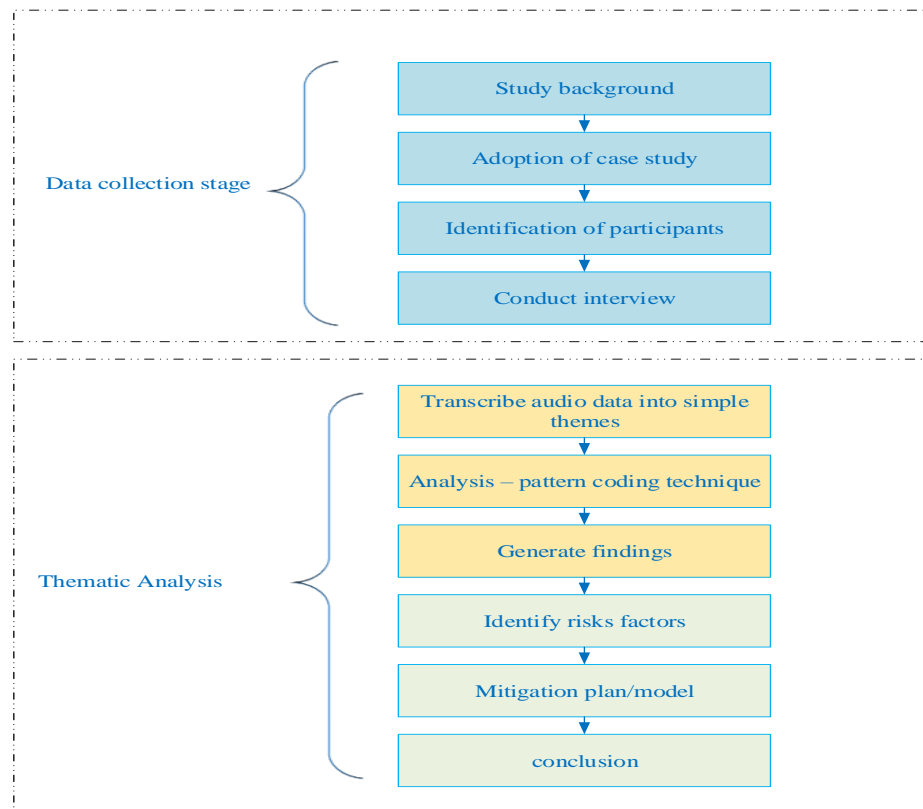 Study background
Adoption of case study
Data collection stage
Identification of participants
Conduct interview
Transcribe audio data into simple
themes
Analysis – pattern coding technique
Generate findings
Thematic Analysis
Identify risks factors
Mitigation plan/model
conclusion